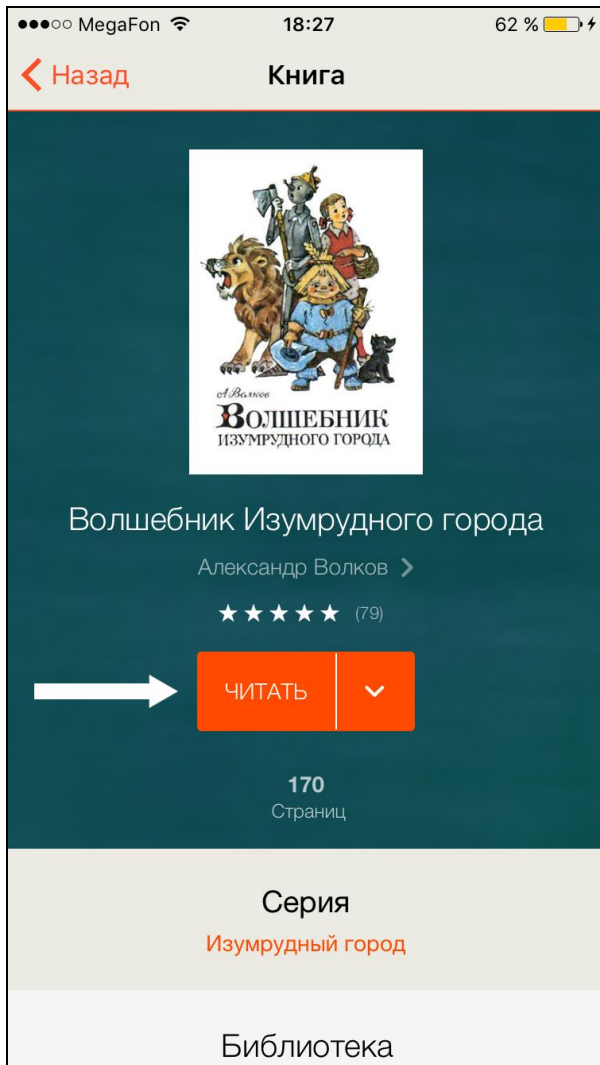 MegaFon 18:27 62 %
Назад Книга
А. Волков
ВОЛШЕБНИК
ИЗУМРУДНОГО ГОРОДА
Волшебник Изумрудного города
Александр Волков
(79)
ЧИТАТЬ
170
Страниц
Серия
Изумрудный город
Библиотека